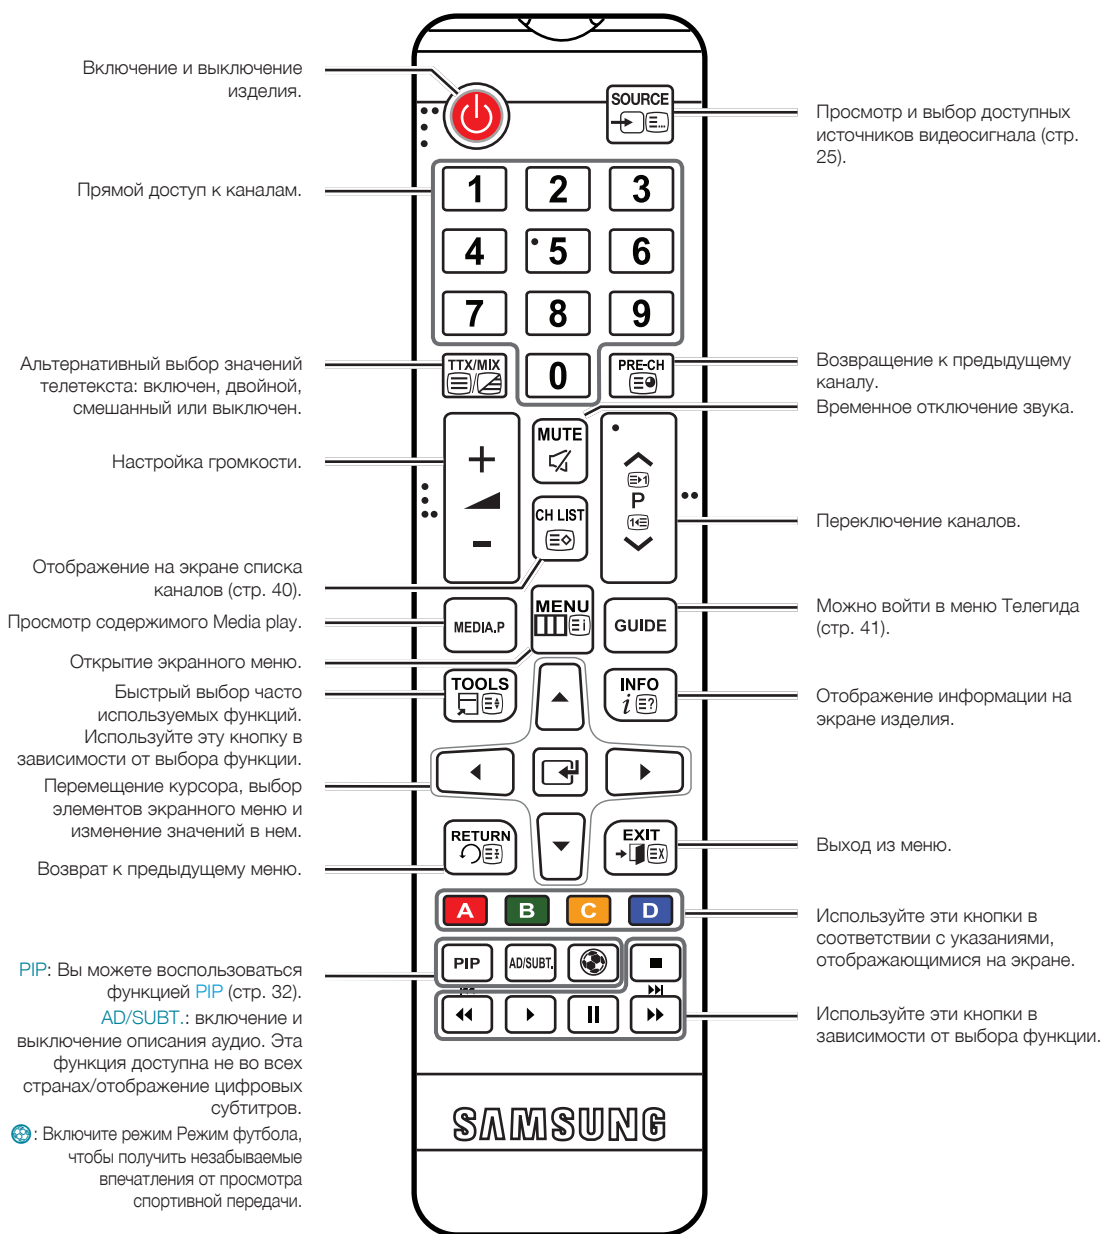 Включение и выключение
изделия.
SOURCE
Просмотр и выбор доступных
источников видеосигнала (стр.
25).
Прямой доступ к каналам.
1 2 3
4 5 6
7 8 9
Альтернативный выбор значений
телетекста: включен, двойной,
смешанный или выключен.
TTX/MIX
0
PRE-CH
Возвращение к предыдущему
каналу.
Временное отключение звука.
MUTE
Настройка громкости.
+
−
P
1
1
CH LIST
Переключение каналов.
Отображение на экране списка
каналов (стр. 40).
MENU
Просмотр содержимого Media play.
MEDIA.P
GUIDE
Можно войти в меню Телегида
(стр. 41).
Открытие экранного меню.
TOOLS
INFO
i
Быстрый выбор часто
используемых функций.
Используйте эту кнопку в
зависимости от выбора функции.
Отображение информации на
экране изделия.
Перемещение курсора, выбор
элементов экранного меню и
изменение значений в нем.
RETURN
EXIT
Возврат к предыдущему меню.
Выход из меню.
A B C D
Используйте эти кнопки в
соответствии с указаниями,
отображающимися на экране.
PIP AD/SUBT.
PIP: Вы можете воспользоваться
функцией PIP (стр. 32).
AD/SUBT.: включение и
выключение описания аудио. Эта
функция доступна не во всех
странах/отображение цифровых
субтитров.
Используйте эти кнопки в
зависимости от выбора функции.
: Включите режим Режим футбола,
чтобы получить незабываемые
впечатления от просмотра
спортивной передачи.
SAMSUNG